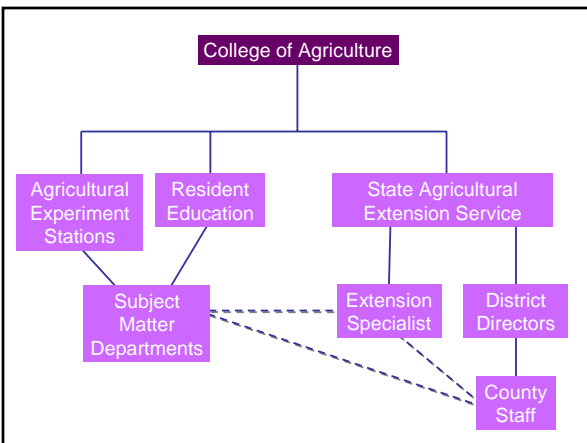 College of Agriculture
Agricultural
Experiment
Stations
Resident
Education
State Agricultural
Extension Service
Subject
Matter
Departments
Extension
Specialist
District
Directors
County
Staff